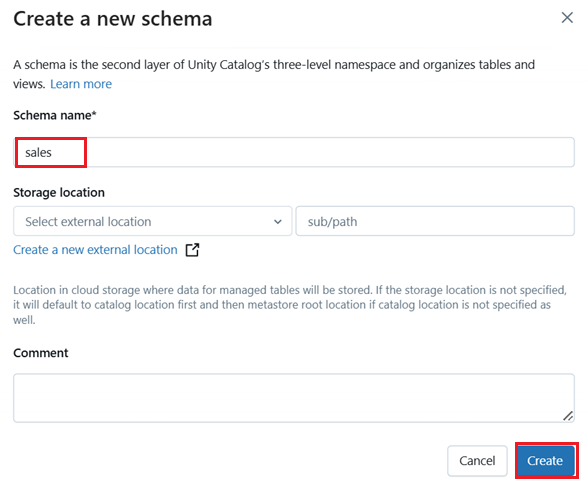 Create a new schema
A schema is the second layer of Unity Catalog's three-level namespace and organizes tables and
views. Learn more
Schema name*
sales
Storage location
Select external location
sub/path
Create a new external location
Location in cloud storage where data for managed tables will be stored. If the storage location is not specified,
it will default to catalog location first and then metastore root location if catalog location is not specified as
well.
Comment
Cancel
Create